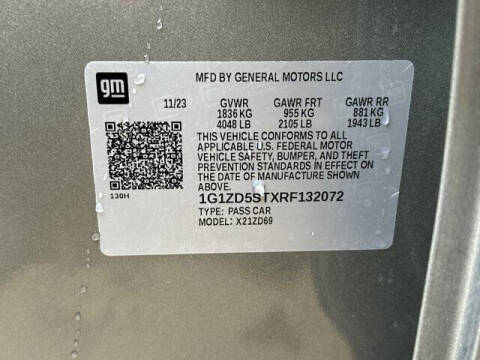 gm
MFD BY GENERAL MOTORS LLC
11/23 GVWR GAWR FRT GAWR RR
1836 KG 955 KG 881 KG
4048 LB 2105 LB 1943 LB
THIS VEHICLE CONFORMS TO ALL
APPLICABLE U.S. FEDERAL MOTOR
VEHICLE SAFETY, BUMPER, AND THEFT
PREVENTION STANDARDS IN EFFECT ON
THE DATE OF MANUFACTURE SHOWN
ABOVE.
130H
1G1ZD5STXRF132072
TYPE: PASS CAR
MODEL: X21ZD69